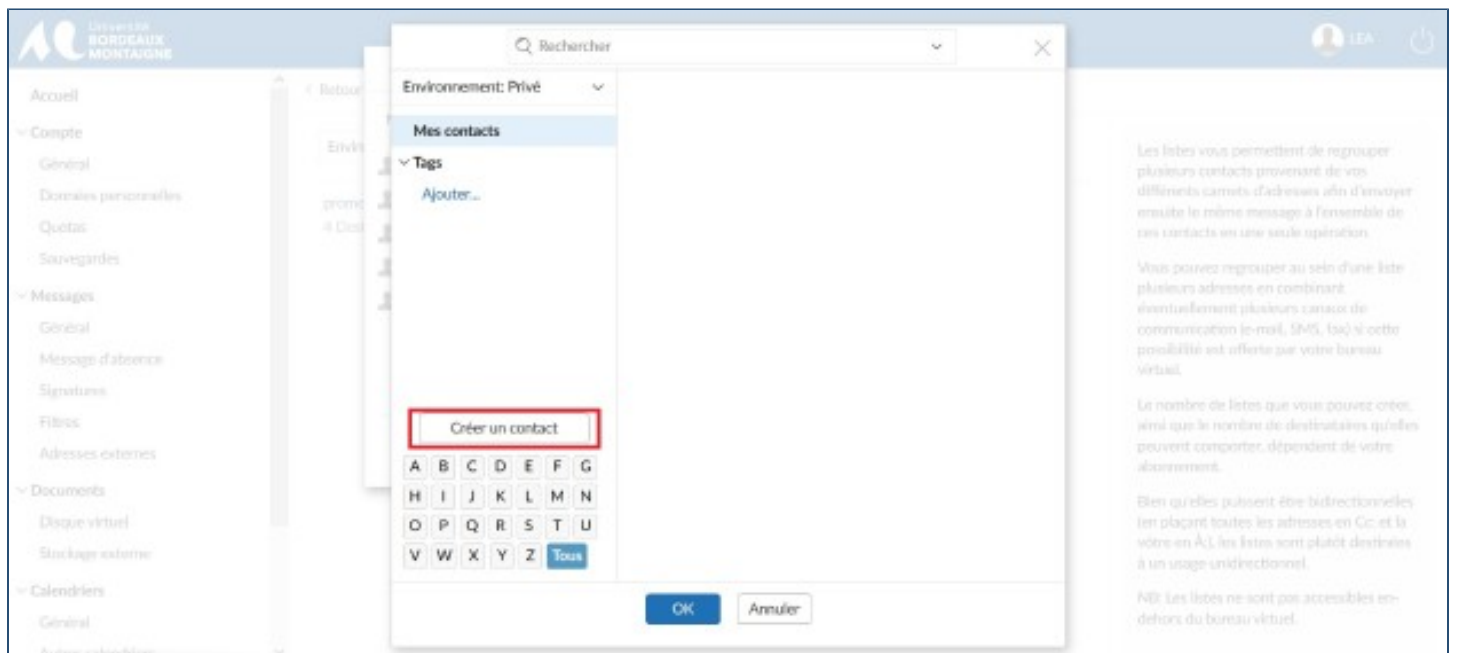 Université
BORDEAUX
MONTAIGNE
LEA
Rechercher
Accueil
Compte
Général
Données personnelles
Quotas
Sauvegardes
Messages
Général
Message d'absence
Signatures
Filtres
Adresses externes
Documents
Disque virtuel
Stockage externe
Calendriers
Général
Autres calendriers
< Retour
Environnement: Privé
Mes contacts
Tags
Ajouter...
Créer un contact
A B C D E F G
H I J K L M N
O P Q R S T U
V W X Y Z Tous
OK Annuler
Les listes vous permettent de regrouper
plusieurs contacts provenant de vos
différents carnets d'adresses afin d'envoyer
ensuite le même message à l'ensemble de
ces contacts en une seule opération.
Vous pouvez regrouper au sein d'une liste
plusieurs adresses en combinant
éventuellement plusieurs canaux de
communication (e-mail, SMS, fax) si cette
possibilité est offerte par votre bureau
virtuel.
Le nombre de listes que vous pouvez créer,
ainsi que le nombre de destinataires qu'elles
peuvent comporter, dépendent de votre
abonnement.
Bien qu'elles puissent être bidirectionnelles
(en plaçant toutes les adresses en Cc: et la
vôtre en À:), les listes sont plutôt destinées
à un usage unidirectionnel.
NB: Les listes ne sont pas accessibles en-
dehors du bureau virtuel.